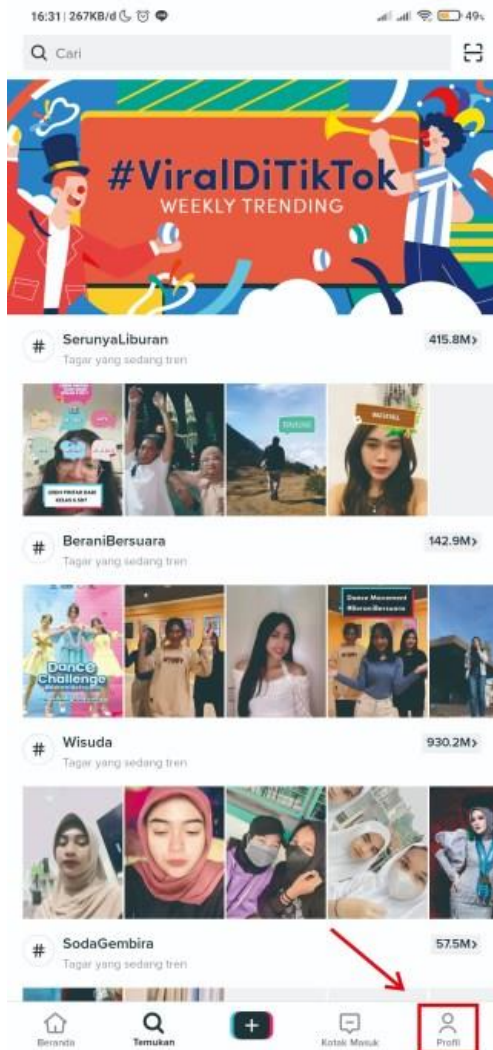 16:31 | 267KB/d
49%
Cari
#ViralDiTikTok
WEEKLY TRENDING
SerunyaLiburan
415.8M>
Tagar yang sedang tren
BeraniBersuara
142.9M>
Tagar yang sedang tren
Dance Movement
#BeraniBersuara
Dance
Challenge
Wisuda
930.2M>
Tagar yang sedang tren
SodaGembira
57.5M>
Tagar yang sedang tren
Beranda
Temukan
Kotak Masuk
Profil